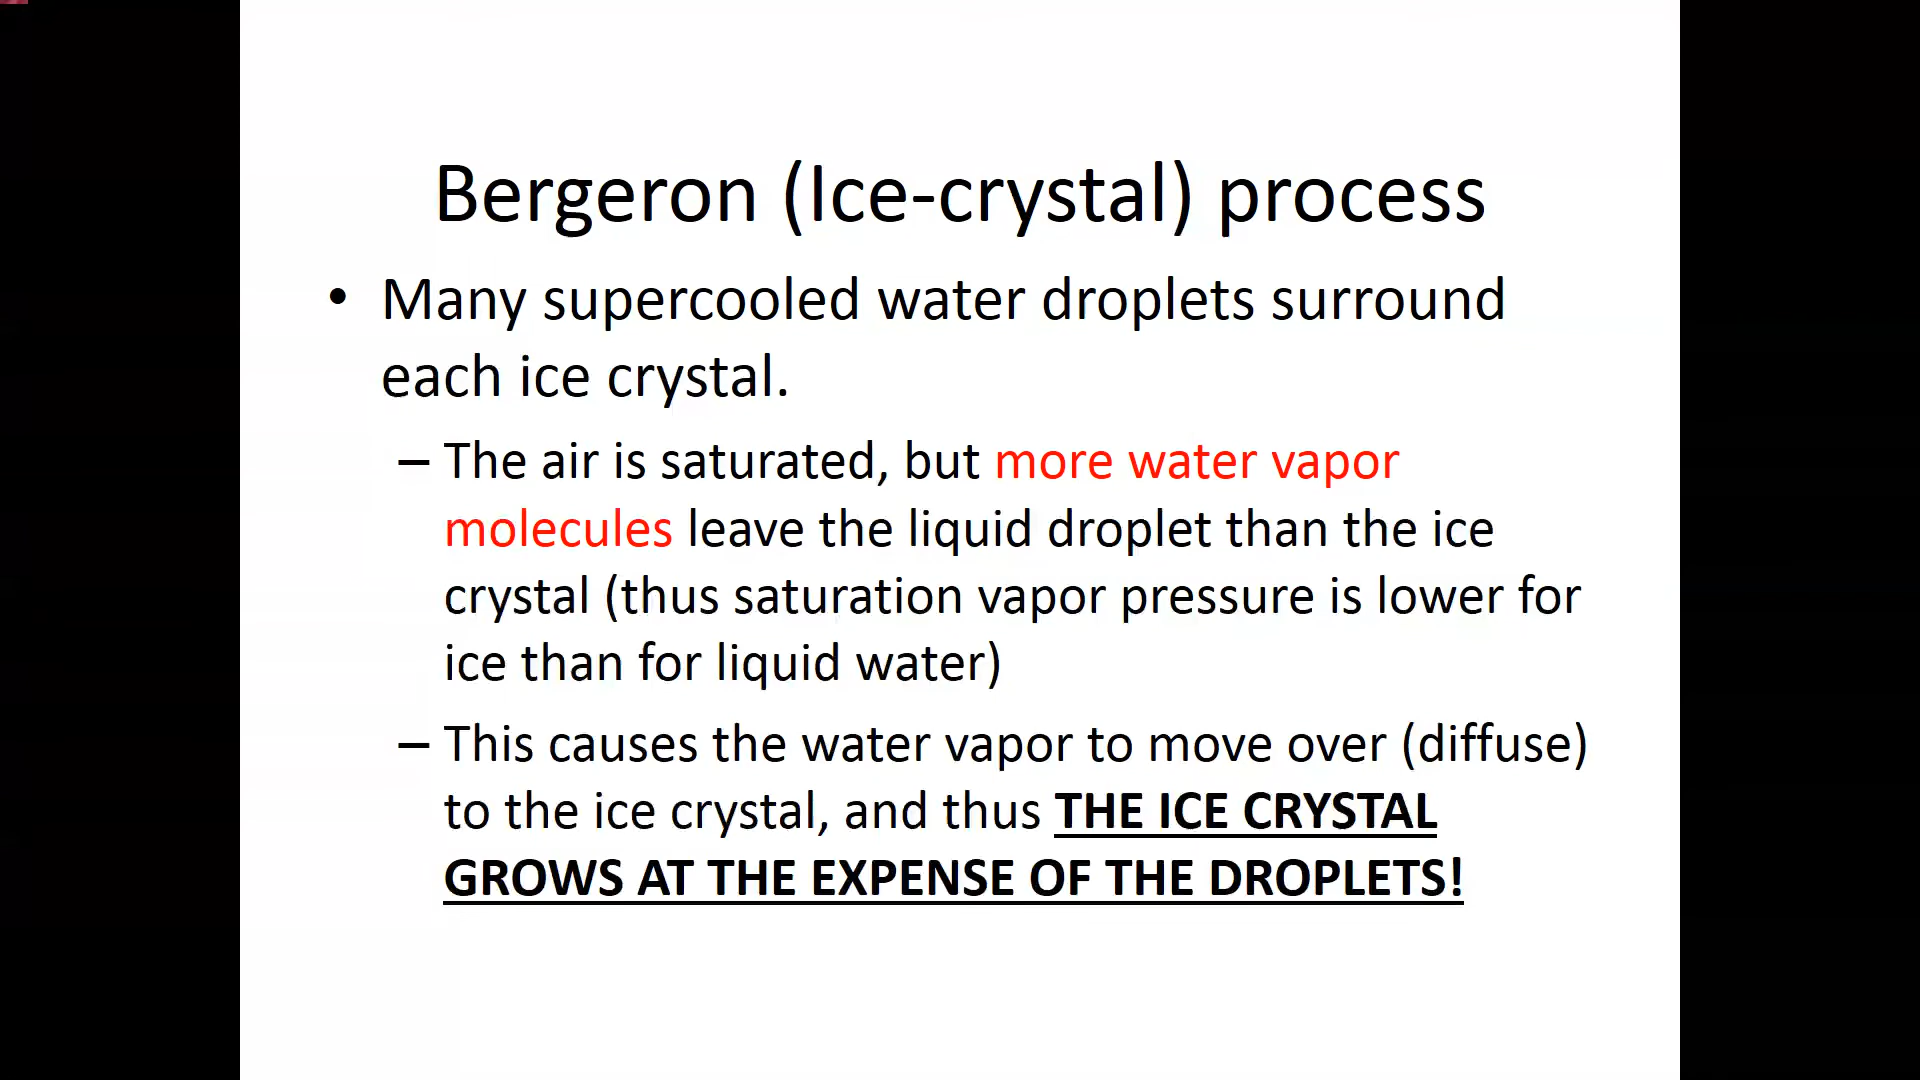 Bergeron (Ice-crystal) process
• Many supercooled water droplets surround
each ice crystal.
– The air is saturated, but more water vapor
molecules leave the liquid droplet than the ice
crystal (thus saturation vapor pressure is lower for
ice than for liquid water)
– This causes the water vapor to move over (diffuse)
to the ice crystal, and thus THE ICE CRYSTAL
GROWS AT THE EXPENSE OF THE DROPLETS!